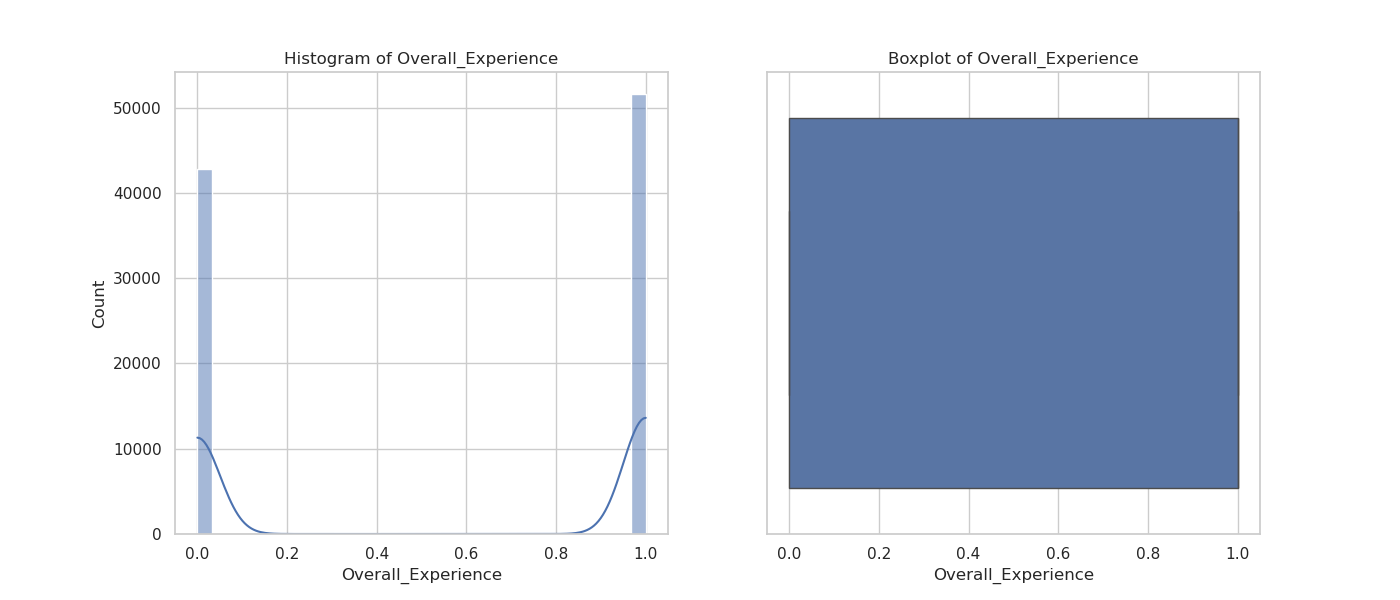 Histogram of Overall_Experience
50000
40000
30000
20000
10000
0
Count
0.0 0.2 0.4 0.6 0.8 1.0
Overall_Experience
Boxplot of Overall_Experience
0.0 0.2 0.4 0.6 0.8 1.0
Overall_Experience